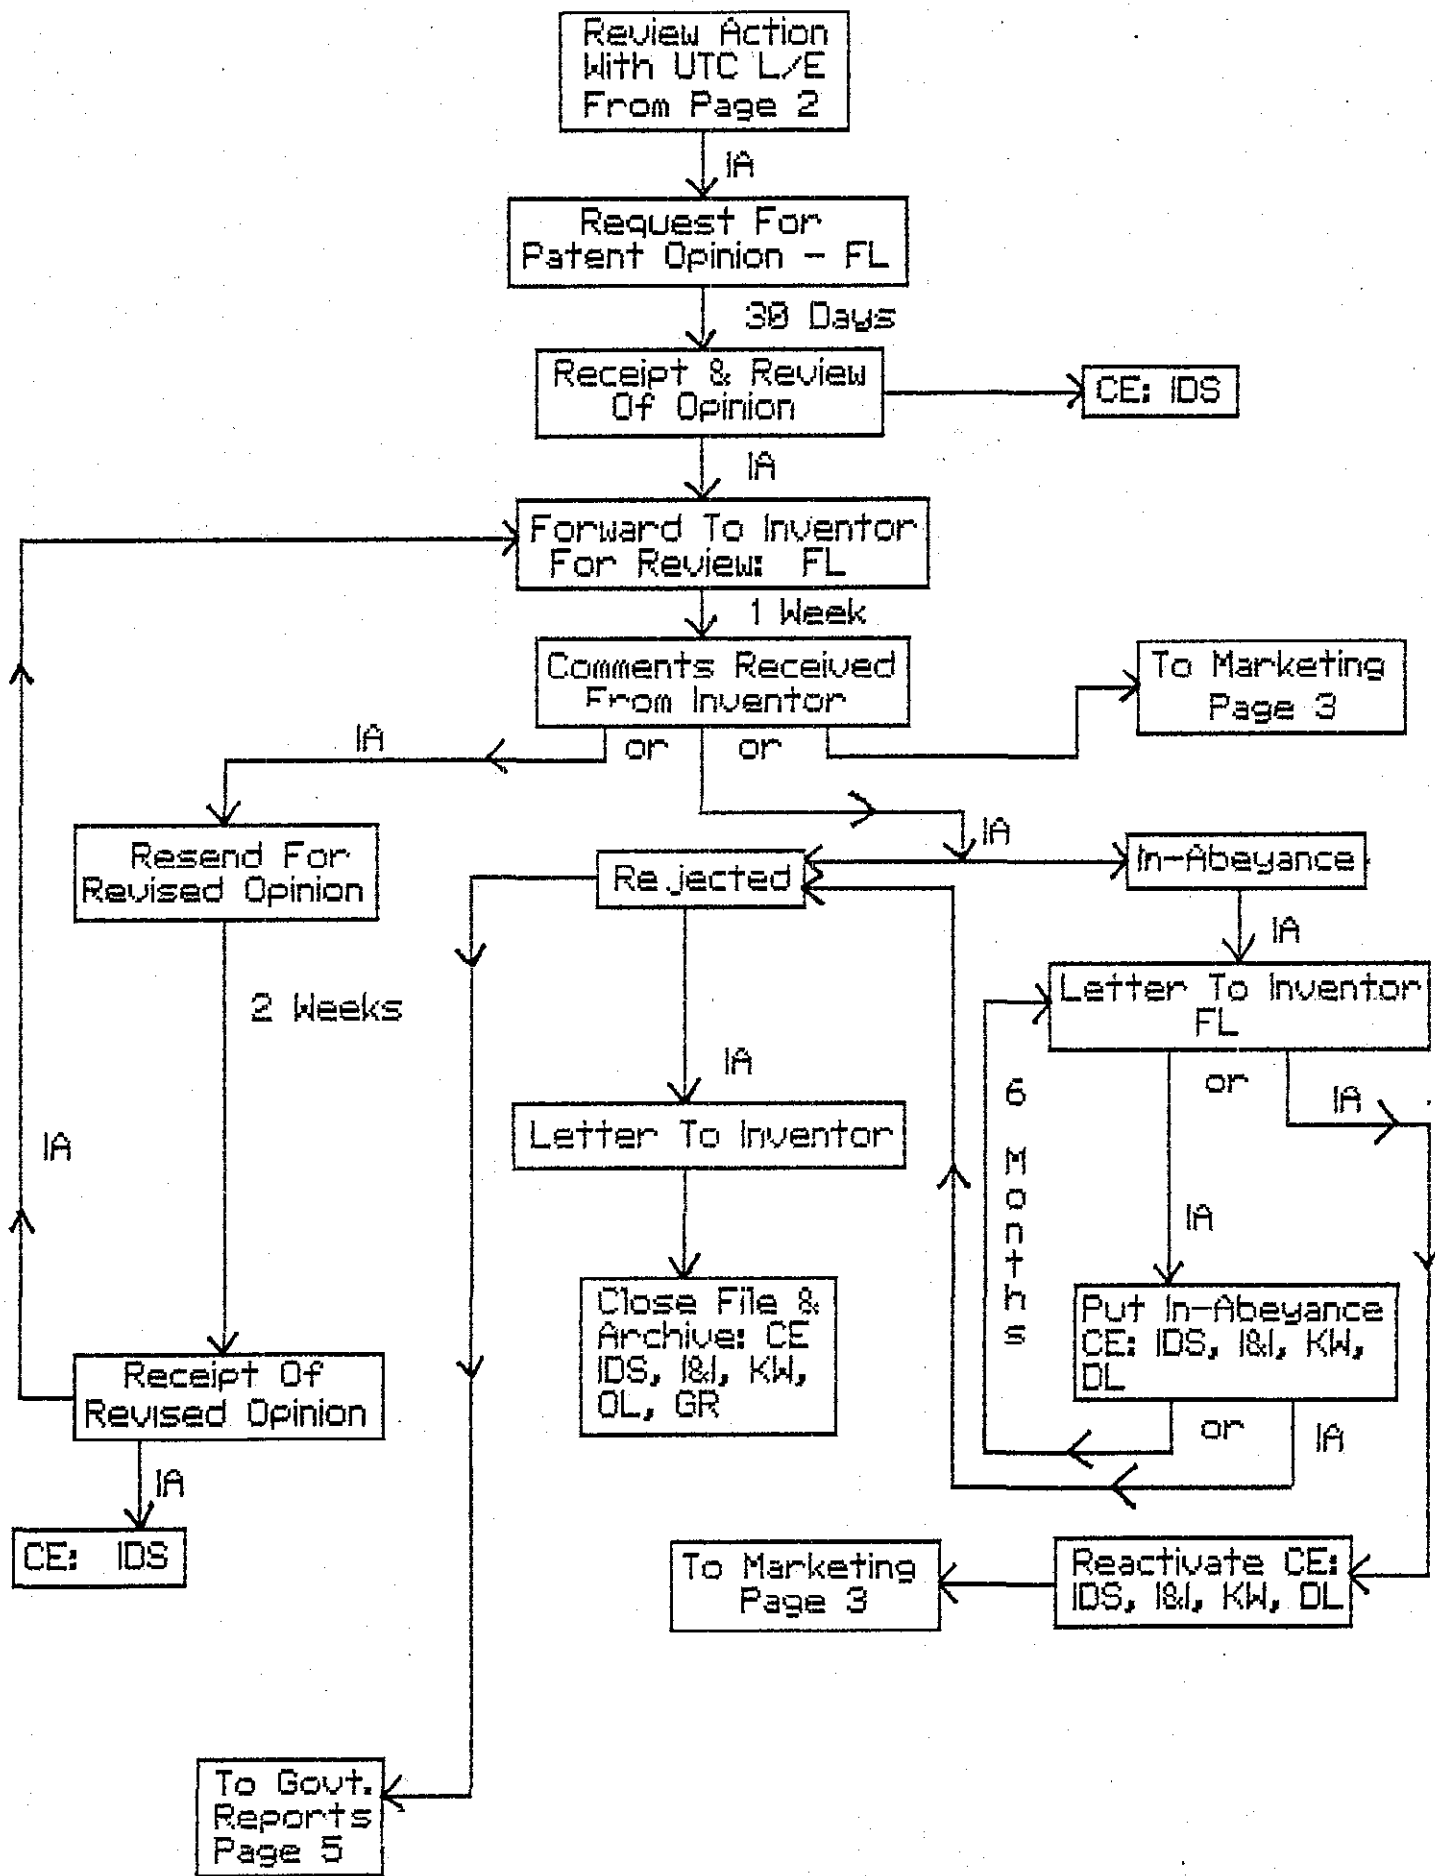 Review Action
With UTC L/E
From Page 2
IA
Request For
Patent Opinion - FL
30 Days
Receipt & Review
Of Opinion
CE: IDS
IA
Forward To Inventor
For Review: FL
1 Week
Comments Received
From Inventor
To Marketing
Page 3
IA
or
or
Resend For
Revised Opinion
IA
Rejected
In-Abeyance
IA
2 Weeks
Letter To Inventor
FL
IA
or
6 Months
IA
Letter To Inventor
IA
IA
Close File &
Archive: CE
IDS, I&I, KW,
OL, GR
Put In-Abeyance
CE: IDS, I&I, KW,
DL
Receipt Of
Revised Opinion
or
IA
IA
CE: IDS
To Marketing
Page 3
Reactivate CE:
IDS, I&I, KW, DL
To Govt.
Reports
Page 5